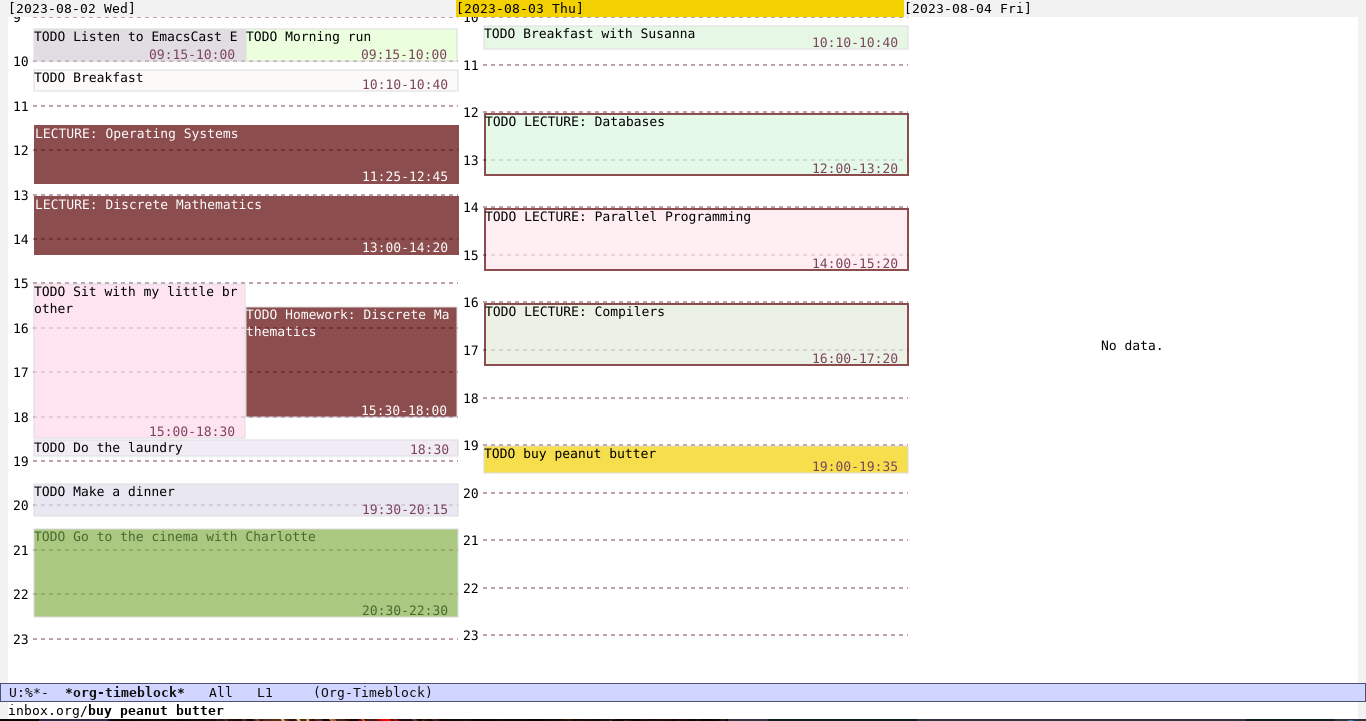 [2023-08-02 Wed]
[2023-08-03 Thu]
[2023-08-04 Fri]
9
TODO Listen to EmacsCast E
09:15-10:00
TODO Morning run
09:15-10:00
10
TODO Breakfast
10:10-10:40
11
LECTURE: Operating Systems
12
11:25-12:45
13
LECTURE: Discrete Mathematics
14
13:00-14:20
15
TODO Sit with my little br
other
TODO Homework: Discrete Ma
thematics
16
17
15:30-18:00
18
15:00-18:30
TODO Do the laundry
18:30
19
TODO Make a dinner
20
19:30-20:15
TODO Go to the cinema with Charlotte
21
22
20:30-22:30
23
10
TODO Breakfast with Susanna
10:10-10:40
11
12
TODO LECTURE: Databases
13
12:00-13:20
14
TODO LECTURE: Parallel Programming
15
14:00-15:20
16
TODO LECTURE: Compilers
17
16:00-17:20
18
19
TODO buy peanut butter
19:00-19:35
20
21
22
23
No data.
U:%*-  *org-timeblock*   All   L1     (Org-Timeblock)
inbox.org/buy peanut butter